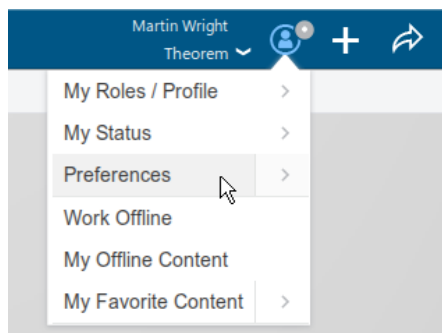 Martin Wright
Theorem
My Roles / Profile
My Status
Preferences
Work Offline
My Offline Content
My Favorite Content